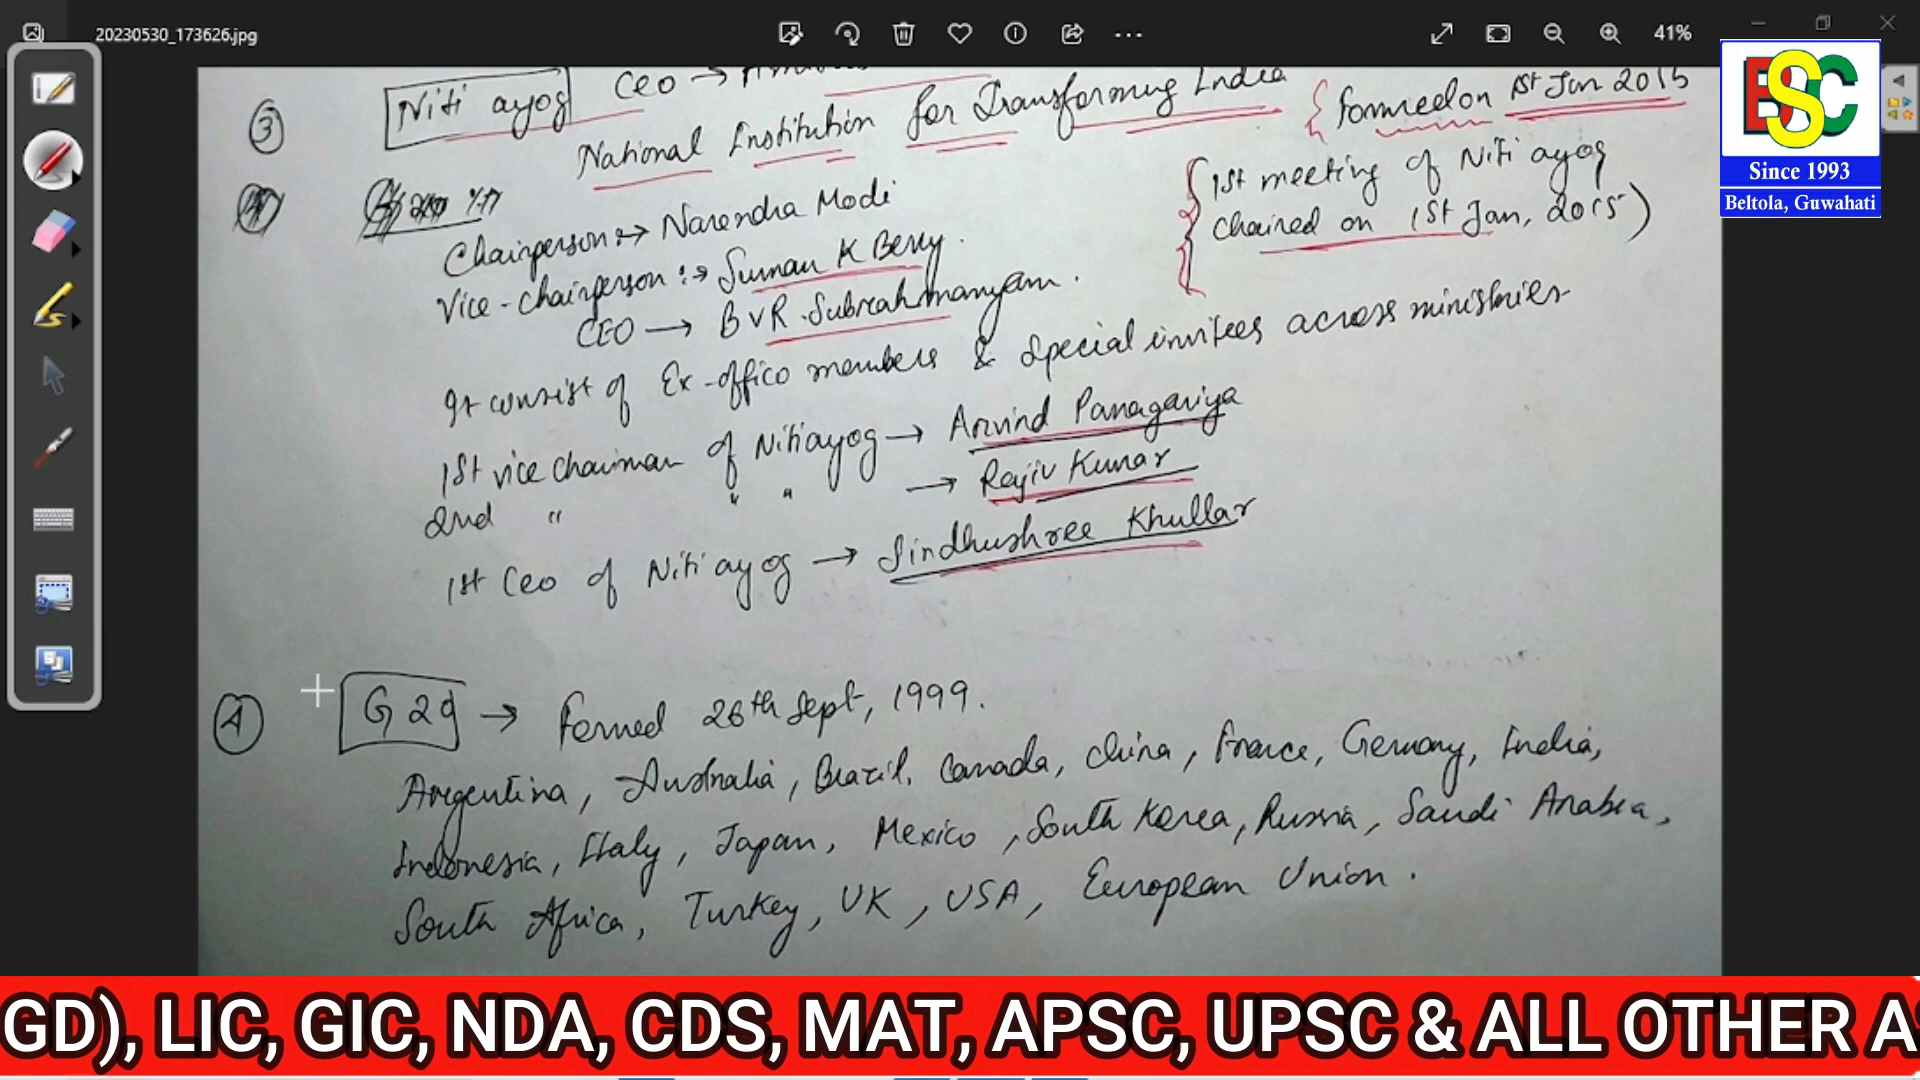 20230530_173626.jpg
41%
BSC
Since 1993
Beltola, Guwahati
③ Niti ayog CEO →
National Institution for Transforming India { formed on 1st Jan 2015
Chairperson :→ Narendra Modi
Vice-chairperson :→ Suman K Berry.
CEO → BVR. Subrahmanyam.
{ 1st meeting of Niti ayog
chaired on 1st Jan, 2015)
It consist of Ex-offico members & special invitees across ministries
1st vice chairman of Nitiayog → Arvind Panagariya
2nd " " " → Rajiv Kumar
1st Ceo of Niti ayog → Sindhushree Khullar
④ G 20 → Formed 26th Sept, 1999.
Argentina, Australia, Brazil, Canada, China, France, Germany, India,
Indonesia, Italy, Japan, Mexico, South Korea, Russia, Saudi Arabia,
South Africa, Turkey, UK, USA, European Union.
GD), LIC, GIC, NDA, CDS, MAT, APSC, UPSC & ALL OTHER A